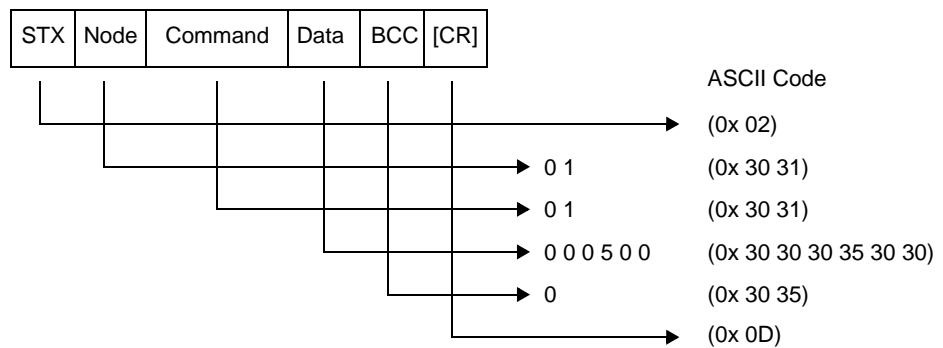 STX Node Command Data BCC [CR]
ASCII Code
(0x 02)
0 1 (0x 30 31)
0 1 (0x 30 31)
0 0 0 5 0 0 (0x 30 30 30 35 30 30)
0 (0x 30 35)
(0x 0D)